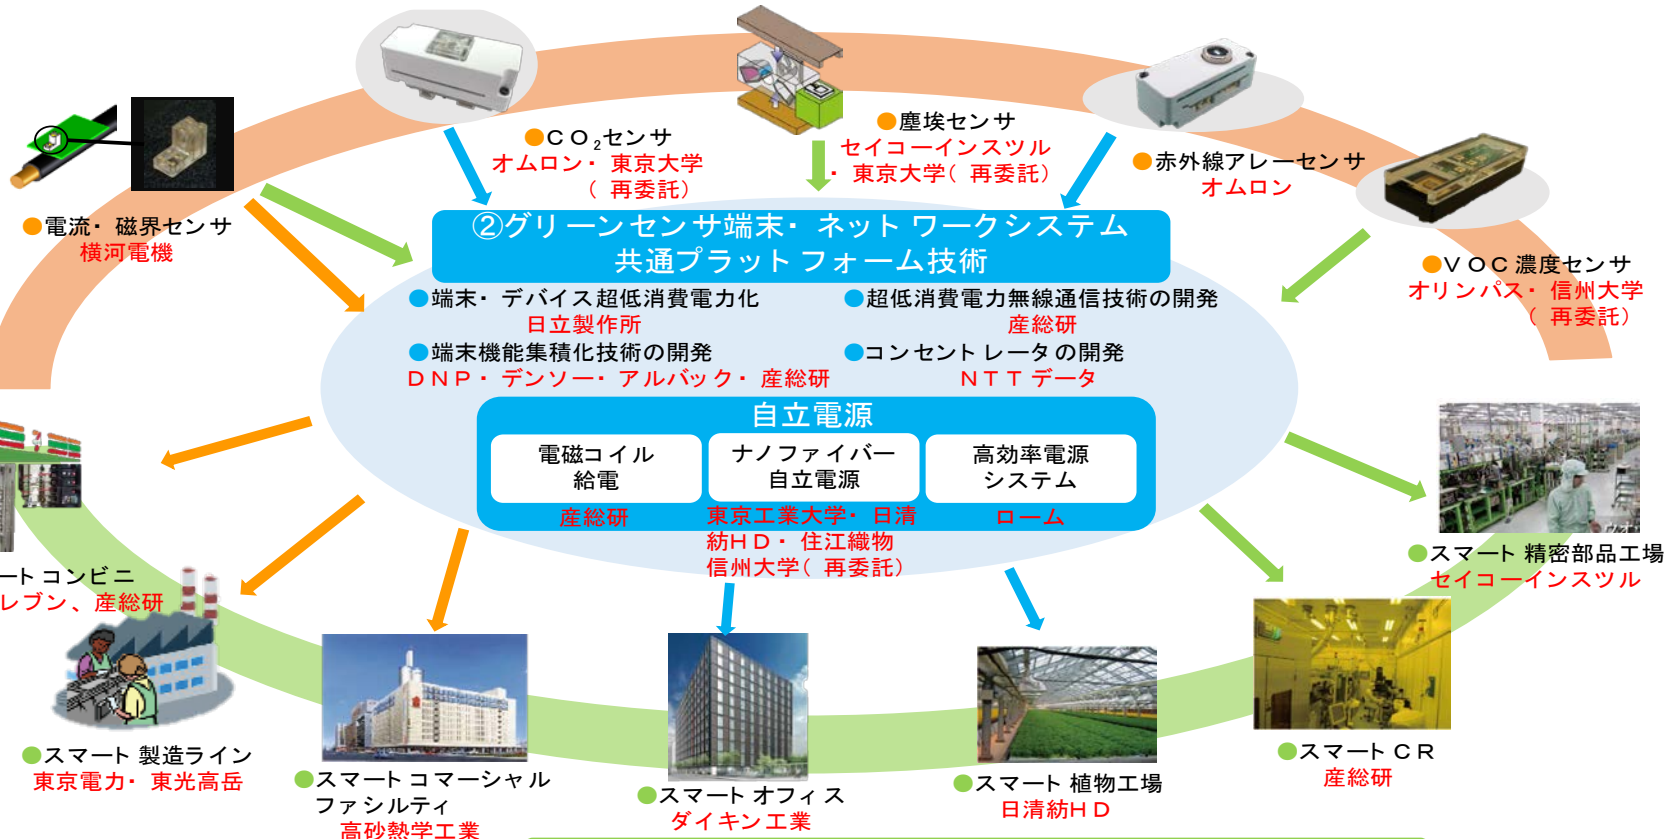 ●CO₂センサ
オムロン・東京大学
(再委託)
●塵埃センサ
セイコーインスツル
・東京大学(再委託)
●赤外線アレーセンサ
オムロン
●電流・磁界センサ
横河電機
●VOC濃度センサ
オリンパス・信州大学
(再委託)
②グリーンセンサ端末・ネットワークシステム
共通プラットフォーム技術
●端末・デバイス超低消費電力化
日立製作所
●超低消費電力無線通信技術の開発
産総研
●端末機能集積化技術の開発
DNP・デンソー・アルバック・産総研
●コンセントレータの開発
NTTデータ
自立電源
電磁コイル
給電
産総研
ナノファイバー
自立電源
東京工業大学・日清
紡HD・住江織物
信州大学(再委託)
高効率電源
システム
ローム
ートコンビニ
レブン、産総研
●スマート製造ライン
東京電力・東光高岳
●スマートコマーシャル
ファシルティ
高砂熱学工業
●スマートオフィス
ダイキン工業
●スマート植物工場
日清紡HD
●スマートCR
産総研
●スマート精密部品工場
セイコーインスツル